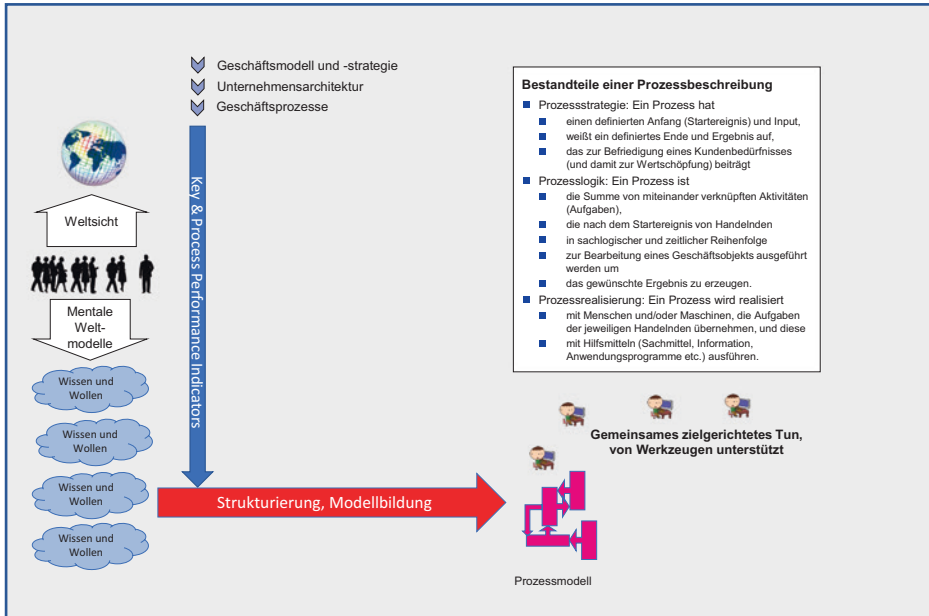 Geschäftsmodell und -strategie
Unternehmensarchitektur
Geschäftsprozesse
Weltsicht
Mentale
Welt-
modelle
Wissen und
Wollen
Wissen und
Wollen
Wissen und
Wollen
Wissen und
Wollen
Key & Process Performance Indicators
Strukturierung, Modellbildung
Bestandteile einer Prozessbeschreibung
Prozessstrategie: Ein Prozess hat
einen definierten Anfang (Startereignis) und Input,
weißt ein definiertes Ende und Ergebnis auf,
das zur Befriedigung eines Kundenbedürfnisses
(und damit zur Wertschöpfung) beiträgt
Prozesslogik: Ein Prozess ist
die Summe von miteinander verknüpften Aktivitäten
(Aufgaben),
die nach dem Startereignis von Handelnden
in sachlogischer und zeitlicher Reihenfolge
zur Bearbeitung eines Geschäftsobjekts ausgeführt
werden um
das gewünschte Ergebnis zu erzeugen.
Prozessrealisierung: Ein Prozess wird realisiert
mit Menschen und/oder Maschinen, die Aufgaben
der jeweiligen Handelnden übernehmen, und diese
mit Hilfsmitteln (Sachmittel, Information,
Anwendungsprogramme etc.) ausführen.
Gemeinsames zielgerichtetes Tun,
von Werkzeugen unterstützt
Prozessmodell